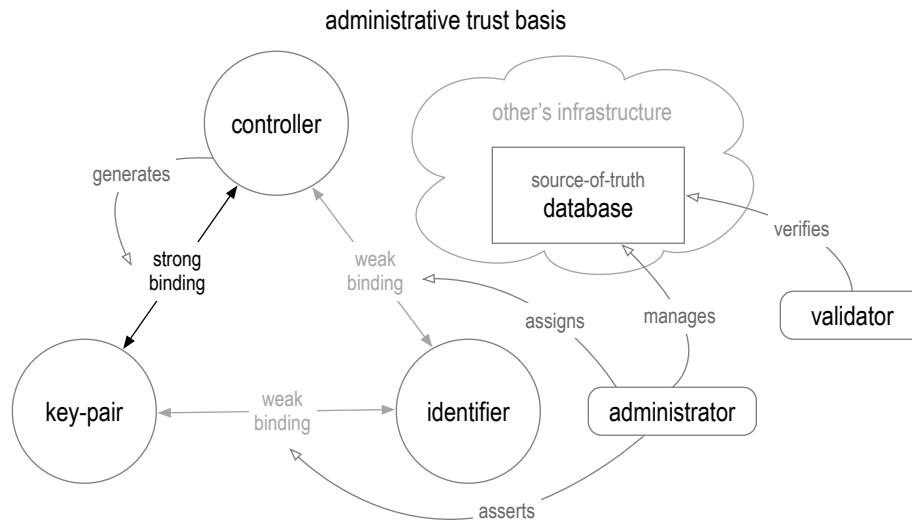 administrative trust basis
controller
other's infrastructure
source-of-truth
database
generates
verifies
strong
binding
weak
binding
assigns
manages
validator
key-pair
weak
binding
identifier
administrator
asserts